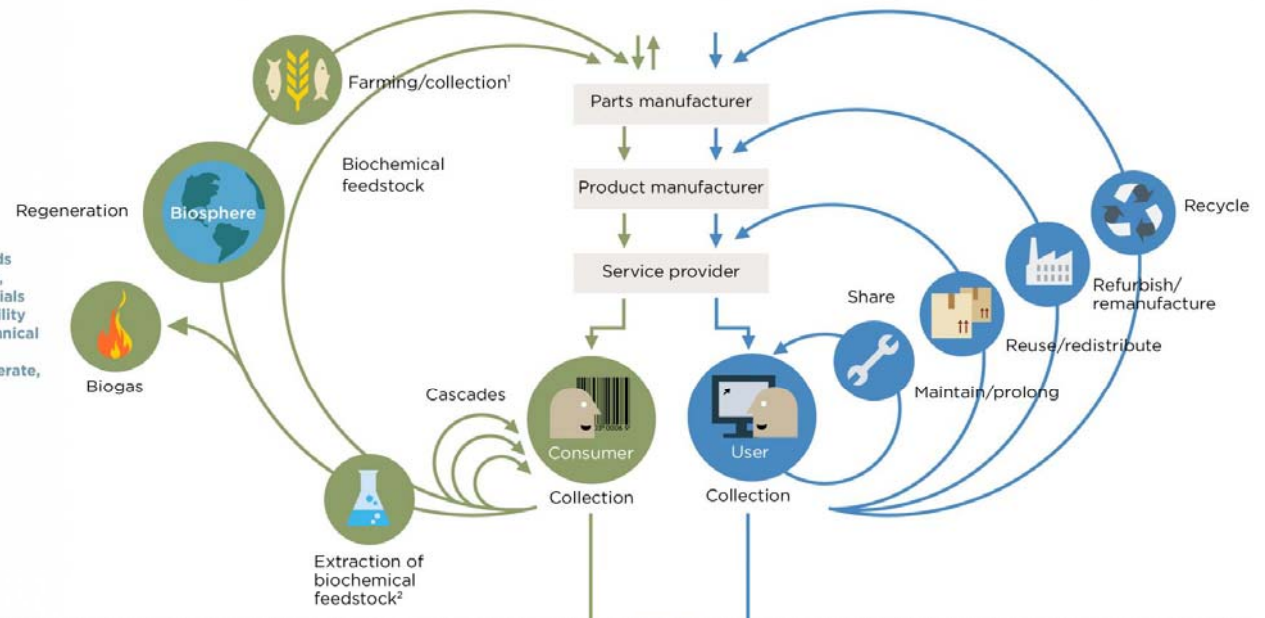 Farming/collection¹
Parts manufacturer
Biochemical
feedstock
Product manufacturer
Regeneration
Biosphere
Recycle
Service provider
Share
Refurbish/
remanufacture
Reuse/redistribute
Biogas
Cascades
Maintain/prolong
Consumer
User
Collection
Collection
Extraction of
biochemical
feedstock²